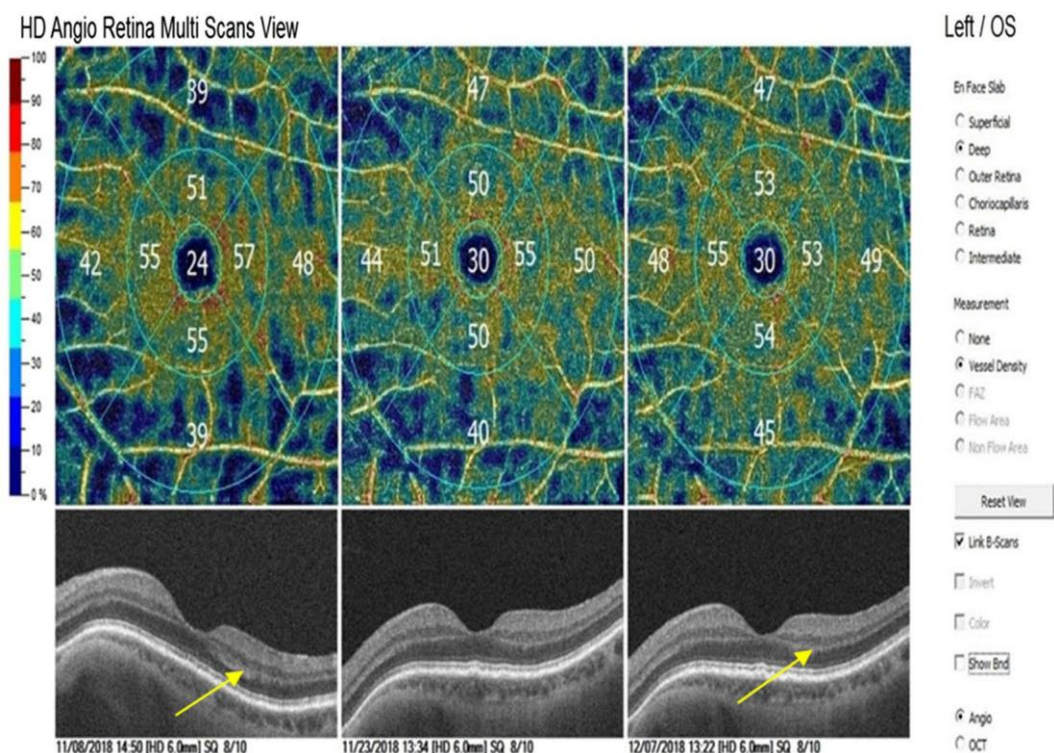 HD Angio Retina Multi Scans View
Left / OS
100
90
80
70
60
50
40
30
20
10
0 %
39
51
42 55 24 57 48
55
39
47
50
44 51 30 55 50
50
40
47
53
48 55 30 53 49
54
45
11/08/2018 14:50 [HD 6.0mm] SQ 8/10
11/23/2018 13:34 [HD 6.0mm] SQ 8/10
12/07/2018 13:22 [HD 6.0mm] SQ 8/10
En Face Slab
Superficial
Deep
Outer Retina
Choriocapillaris
Retina
Intermediate
Measurement
None
Vessel Density
FAZ
Flow Area
Non Flow Area
Reset View
Link B-Scans
Invert
Color
Show Bnd
Angio
OCT